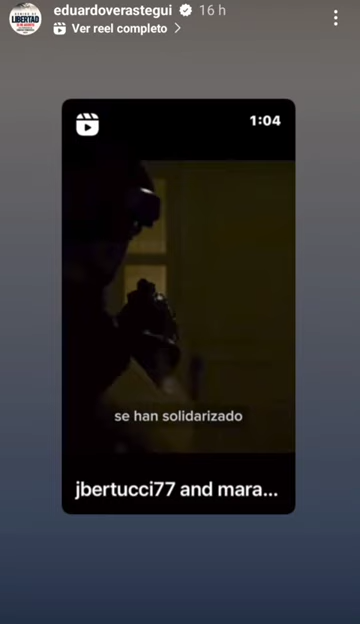 eduardoverastegui 16 h
Ver reel completo
LIBERTAD
1:04
se han solidarizado
jbertucci77 and mara...